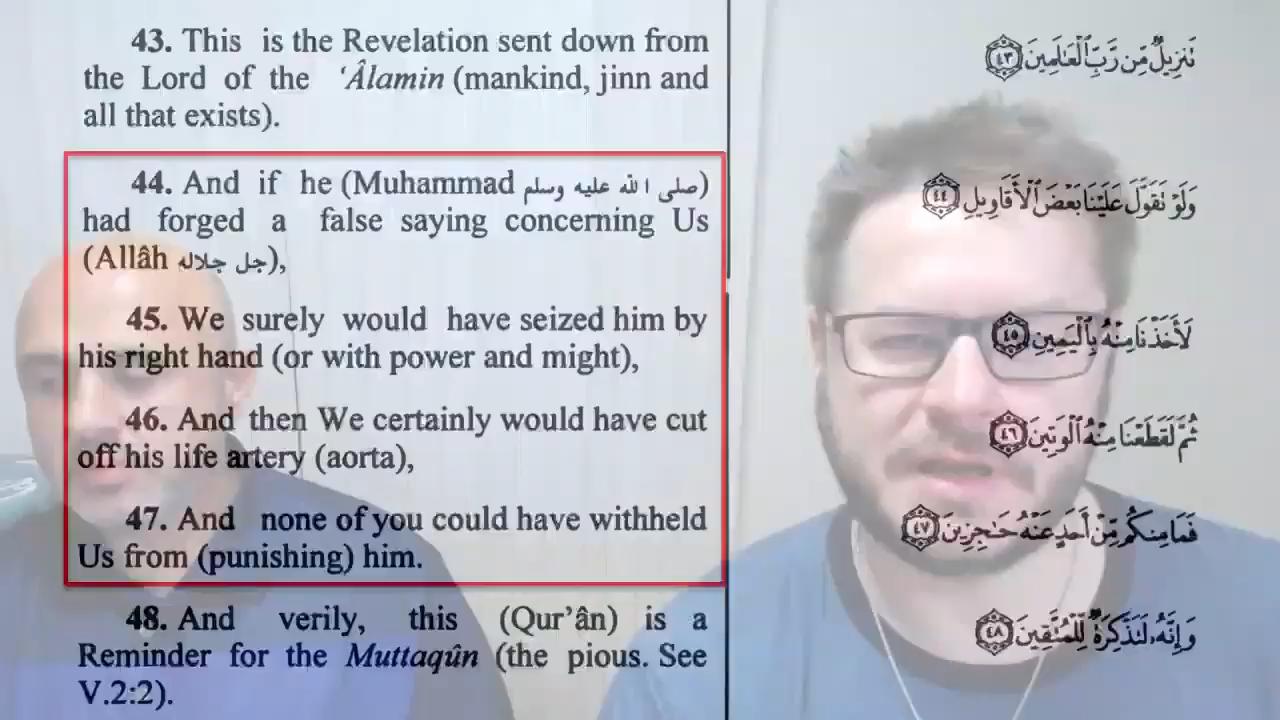 43. This is the Revelation sent down from
the Lord of the ‘Âlamin (mankind, jinn and
all that exists).
44. And if he (Muhammad صلى الله عليه وسلم)
had forged a false saying concerning Us
(Allâh جل جلاله),
45. We surely would have seized him by
his right hand (or with power and might),
46. And then We certainly would have cut
off his life artery (aorta),
47. And none of you could have withheld
Us from (punishing) him.
48. And verily, this (Qur’ân) is a
Reminder for the Muttaqûn (the pious. See
V.2:2).
تَنزِيلٌ مِّن رَّبِّ ٱلْعَـٰلَمِينَ ٤٣
وَلَوْ تَقَوَّلَ عَلَيْنَا بَعْضَ ٱلْأَقَاوِيلِ ٤٤
لَأَخَذْنَا مِنْهُ بِٱلْيَمِينِ ٤٥
ثُمَّ لَقَطَعْنَا مِنْهُ ٱلْوَتِينَ ٤٦
فَمَا مِنكُم مِّنْ أَحَدٍ عَنْهُ حَـٰجِزِينَ ٤٧
وَإِنَّهُۥ لَتَذْكِرَةٌ لِّلْمُتَّقِينَ ٤٨